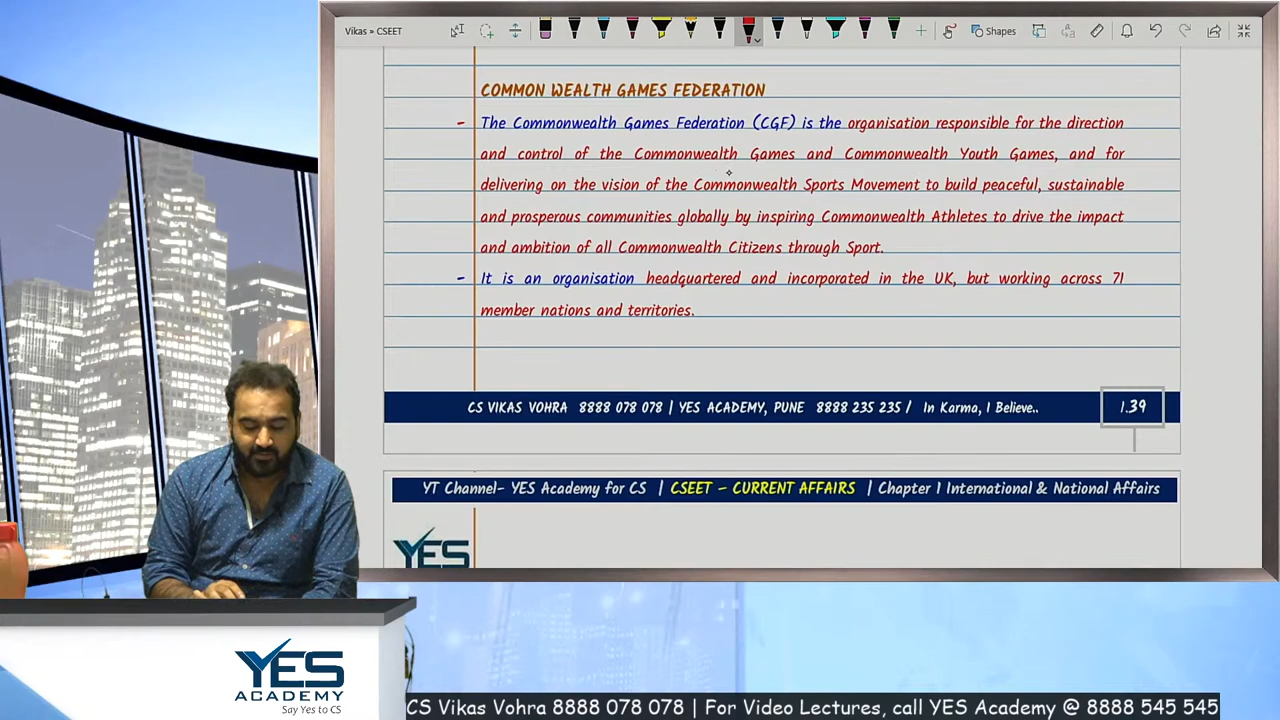 Vikas » CSEET
Shapes
COMMON WEALTH GAMES FEDERATION
- The Commonwealth Games Federation (CGF) is the organisation responsible for the direction
and control of the Commonwealth Games and Commonwealth Youth Games, and for
delivering on the vision of the Commonwealth Sports Movement to build peaceful, sustainable
and prosperous communities globally by inspiring Commonwealth Athletes to drive the impact
and ambition of all Commonwealth Citizens through Sport.
- It is an organisation headquartered and incorporated in the UK, but working across 71
member nations and territories.
CS VIKAS VOHRA 8888 078 078 | YES ACADEMY, PUNE 8888 235 235 / In Karma, I Believe..
1.39
YT Channel- YES Academy for CS | CSEET - CURRENT AFFAIRS | Chapter 1 International & National Affairs
YES
YES
ACADEMY
Say Yes to CS
CS Vikas Vohra 8888 078 078 | For Video Lectures, call YES Academy @ 8888 545 545